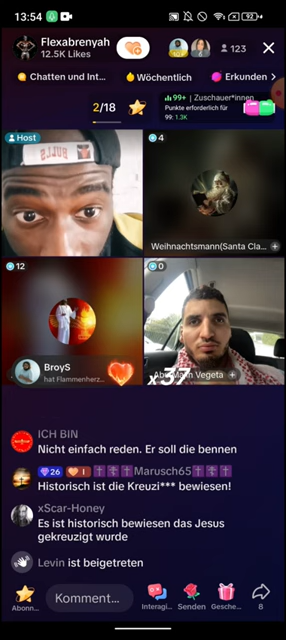 13:54
92
Flexabrenyah
12.5K Likes
123
Chatten und Int...
Wöchentlich
Erkunden
2/18
99+ | Zuschauer*innen
Punkte erforderlich für
99: 1.3K
BULLS
Host
4
Weihnachtsmann(Santa Cla...
12
0
BroyS
hat Flammenherz...
x37
Vegeta
ICH BIN
Nicht einfach reden. Er soll die bennen
26 I Marusch65
Historisch ist die Kreuzi*** bewiesen!
xScar-Honey
Es ist historisch bewiesen das Jesus
gekreuzigt wurde
Levin ist beigetreten
Abonn...
Komment...
Interagi...
Senden
Gesche...
8